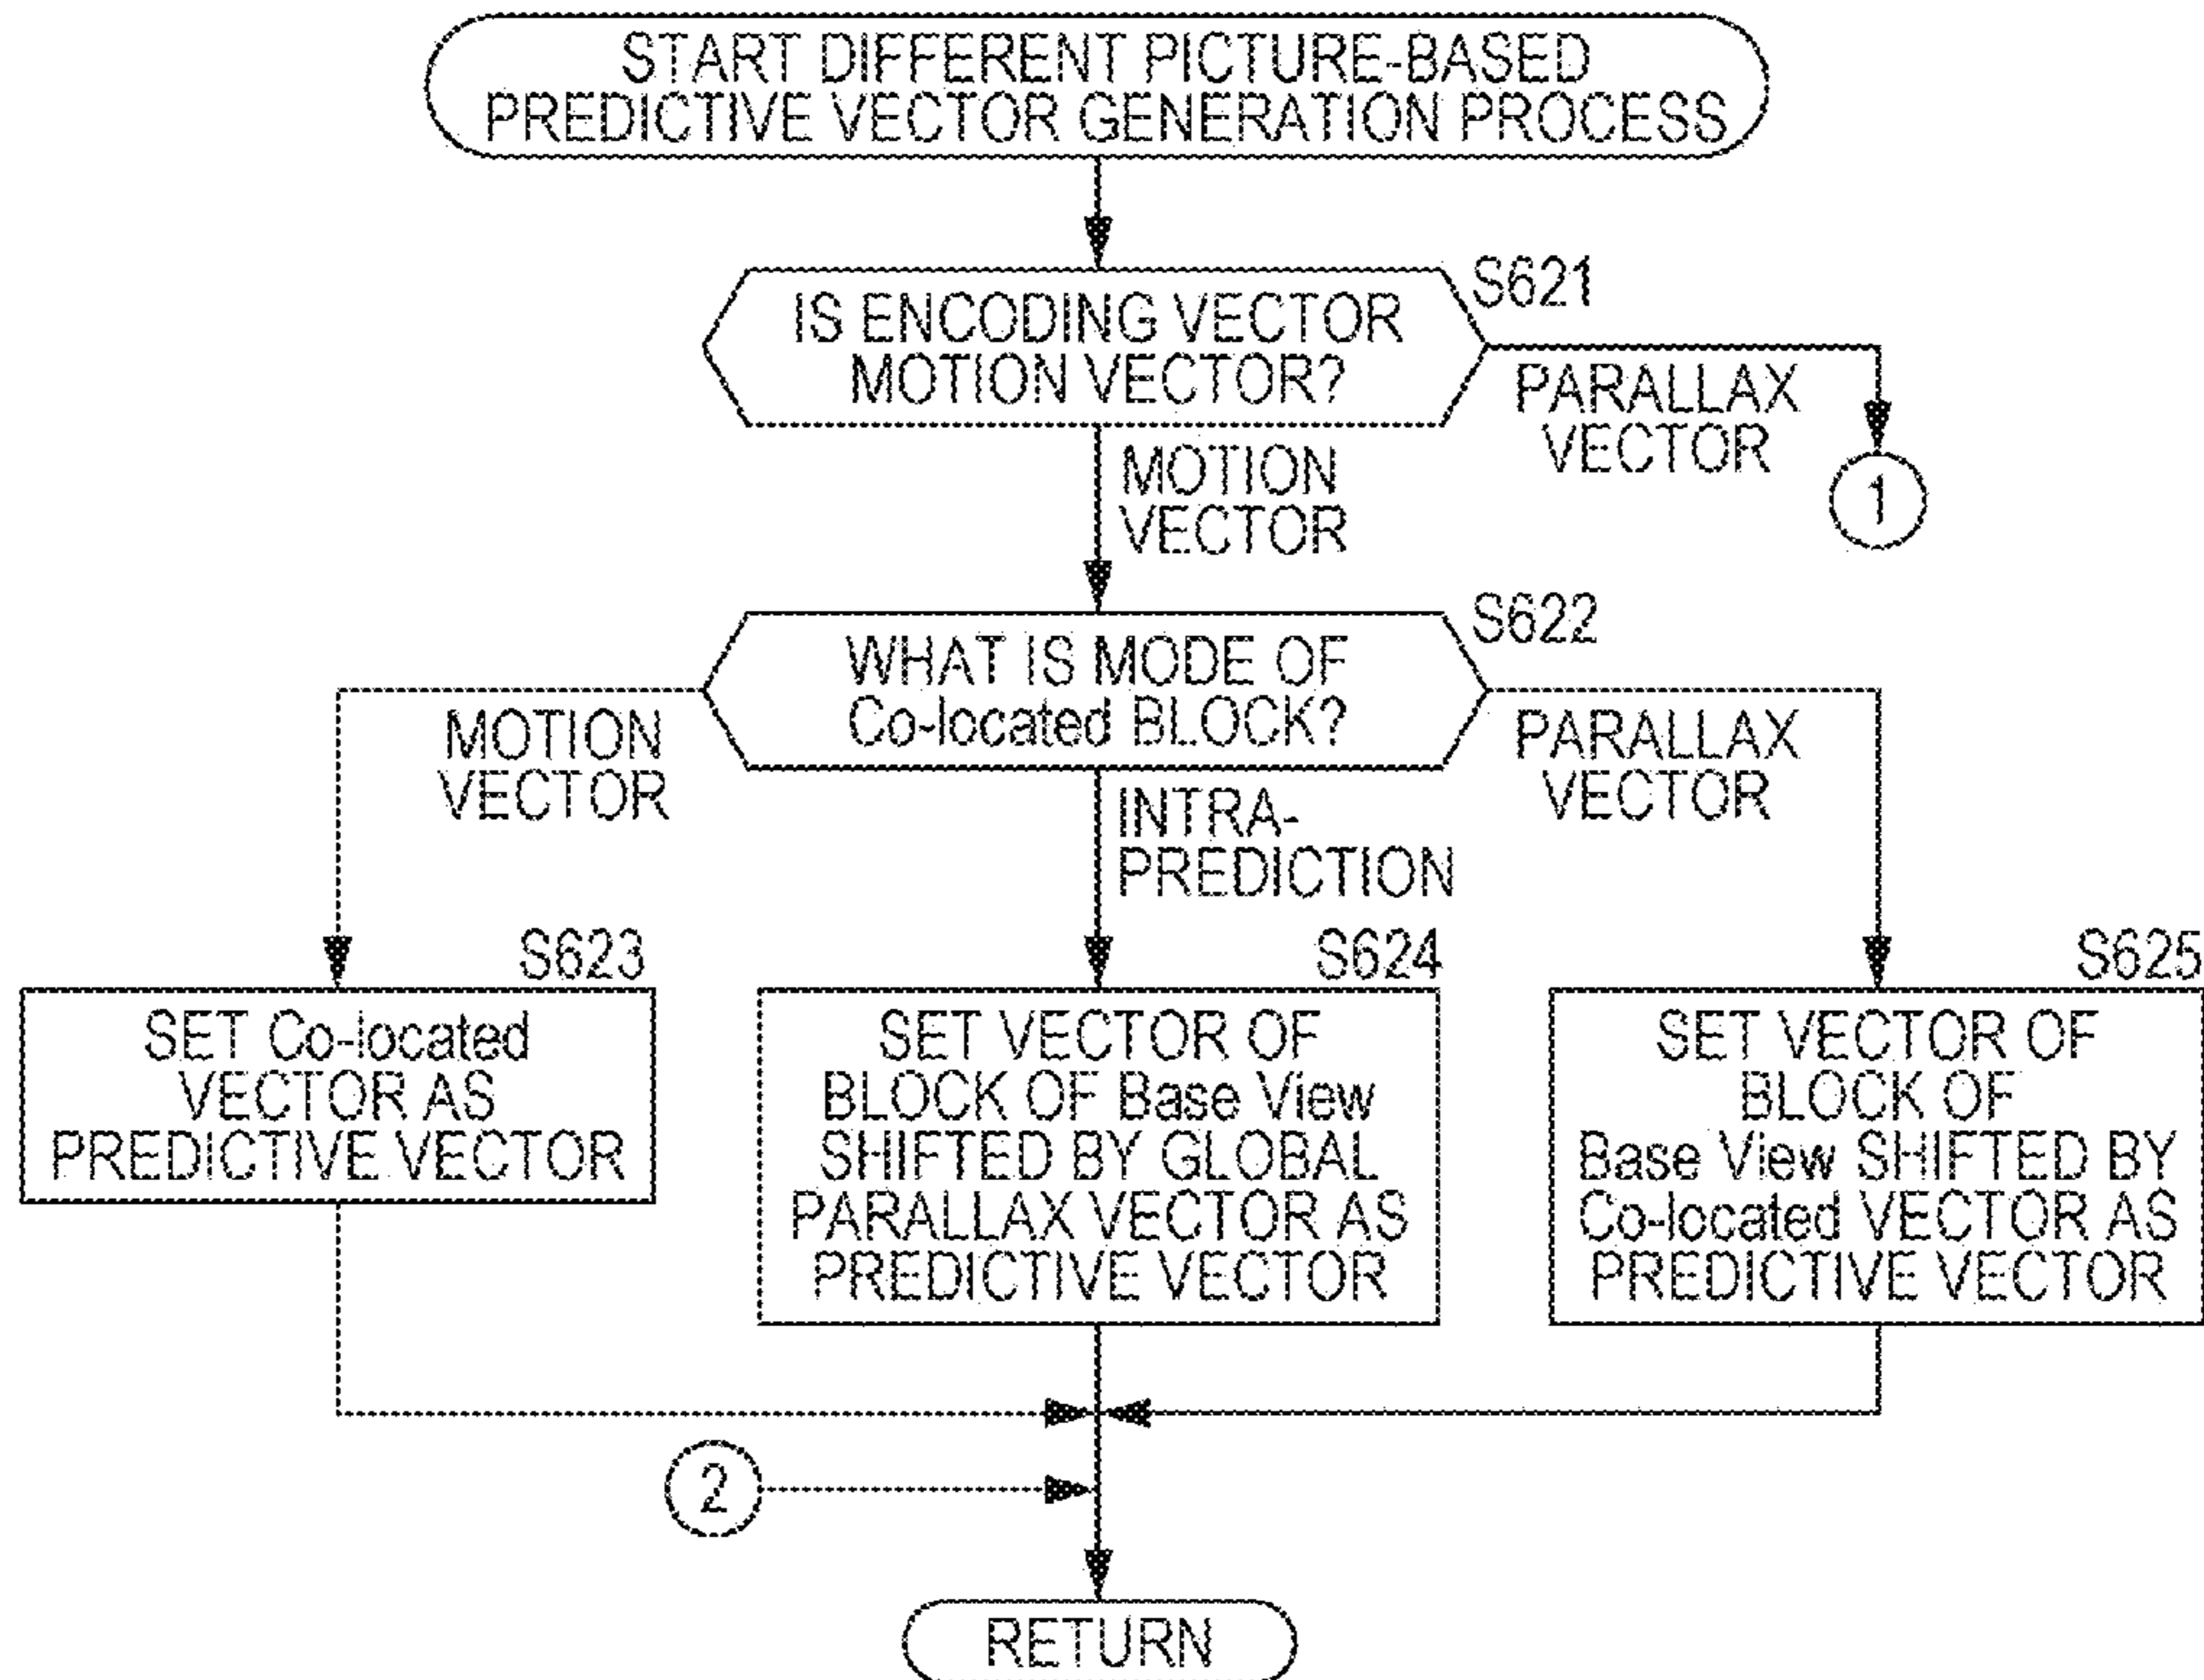 START DIFFERENT PICTURE-BASED
PREDICTIVE VECTOR GENERATION PROCESS
S621
IS ENCODING VECTOR
MOTION VECTOR?
PARALLAX
VECTOR
1
MOTION
VECTOR
S622
WHAT IS MODE OF
Co-located BLOCK?
MOTION
VECTOR
PARALLAX
VECTOR
INTRA-
PREDICTION
S623
SET Co-located
VECTOR AS
PREDICTIVE VECTOR
S624
SET VECTOR OF
BLOCK OF Base View
SHIFTED BY GLOBAL
PARALLAX VECTOR AS
PREDICTIVE VECTOR
S625
SET VECTOR OF
BLOCK OF
Base View SHIFTED BY
Co-located VECTOR AS
PREDICTIVE VECTOR
2
RETURN